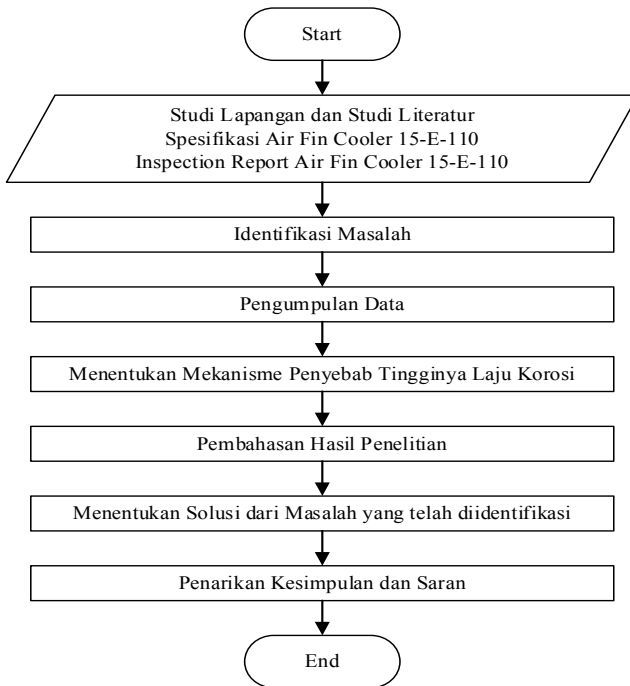 Start
Studi Lapangan dan Studi Literatur
Spesifikasi Air Fin Cooler 15-E-110
Inspection Report Air Fin Cooler 15-E-110
Identifikasi Masalah
Pengumpulan Data
Menentukan Mekanisme Penyebab Tingginya Laju Korosi
Pembahasan Hasil Penelitian
Menentukan Solusi dari Masalah yang telah diidentifikasi
Penarikan Kesimpulan dan Saran
End